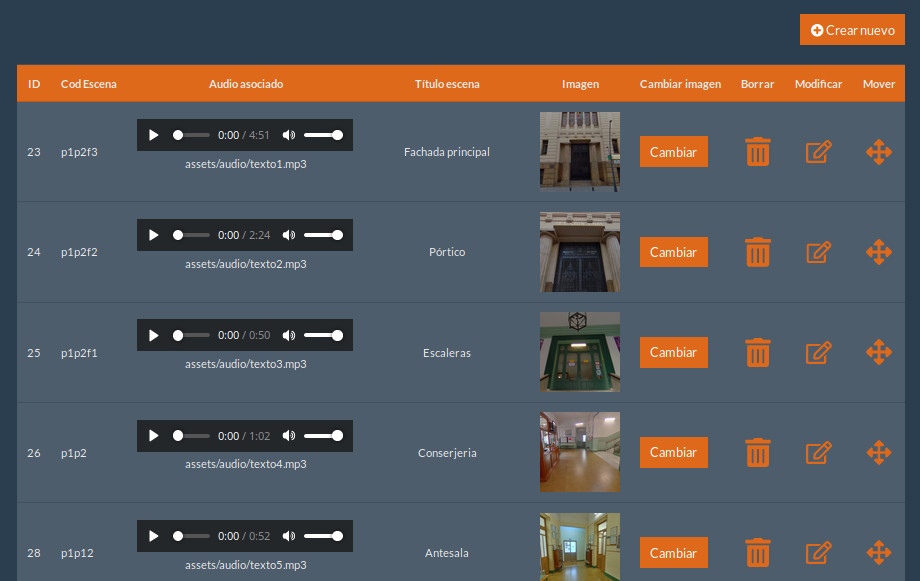 Crear nuevo
ID Cod Escena Audio asociado Título escena Imagen Cambiar imagen Borrar Modificar Mover
0:00 / 4:51
23 p1p2f3 Fachada principal Cambiar
assets/audio/texto1.mp3
0:00 / 2:24
24 p1p2f2 Pórtico Cambiar
assets/audio/texto2.mp3
0:00 / 0:50
25 p1p2f1 Escaleras Cambiar
assets/audio/texto3.mp3
0:00 / 1:02
26 p1p2 Conserjeria Cambiar
assets/audio/texto4.mp3
0:00 / 0:52
28 p1p12 Antesala Cambiar
assets/audio/texto5.mp3